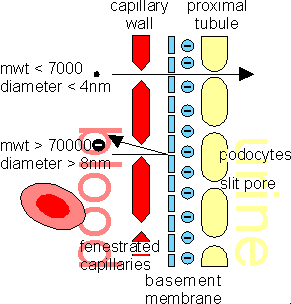 capillary
wall
proximal
tubule
mwt < 7000
diameter < 4nm
mwt > 70000
diameter > 8nm
blood
urine
podocytes
slit pore
fenestrated
capillaries
basement
membrane